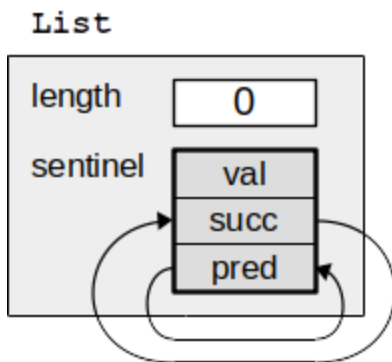 List
length 0
sentinel val
succ
pred